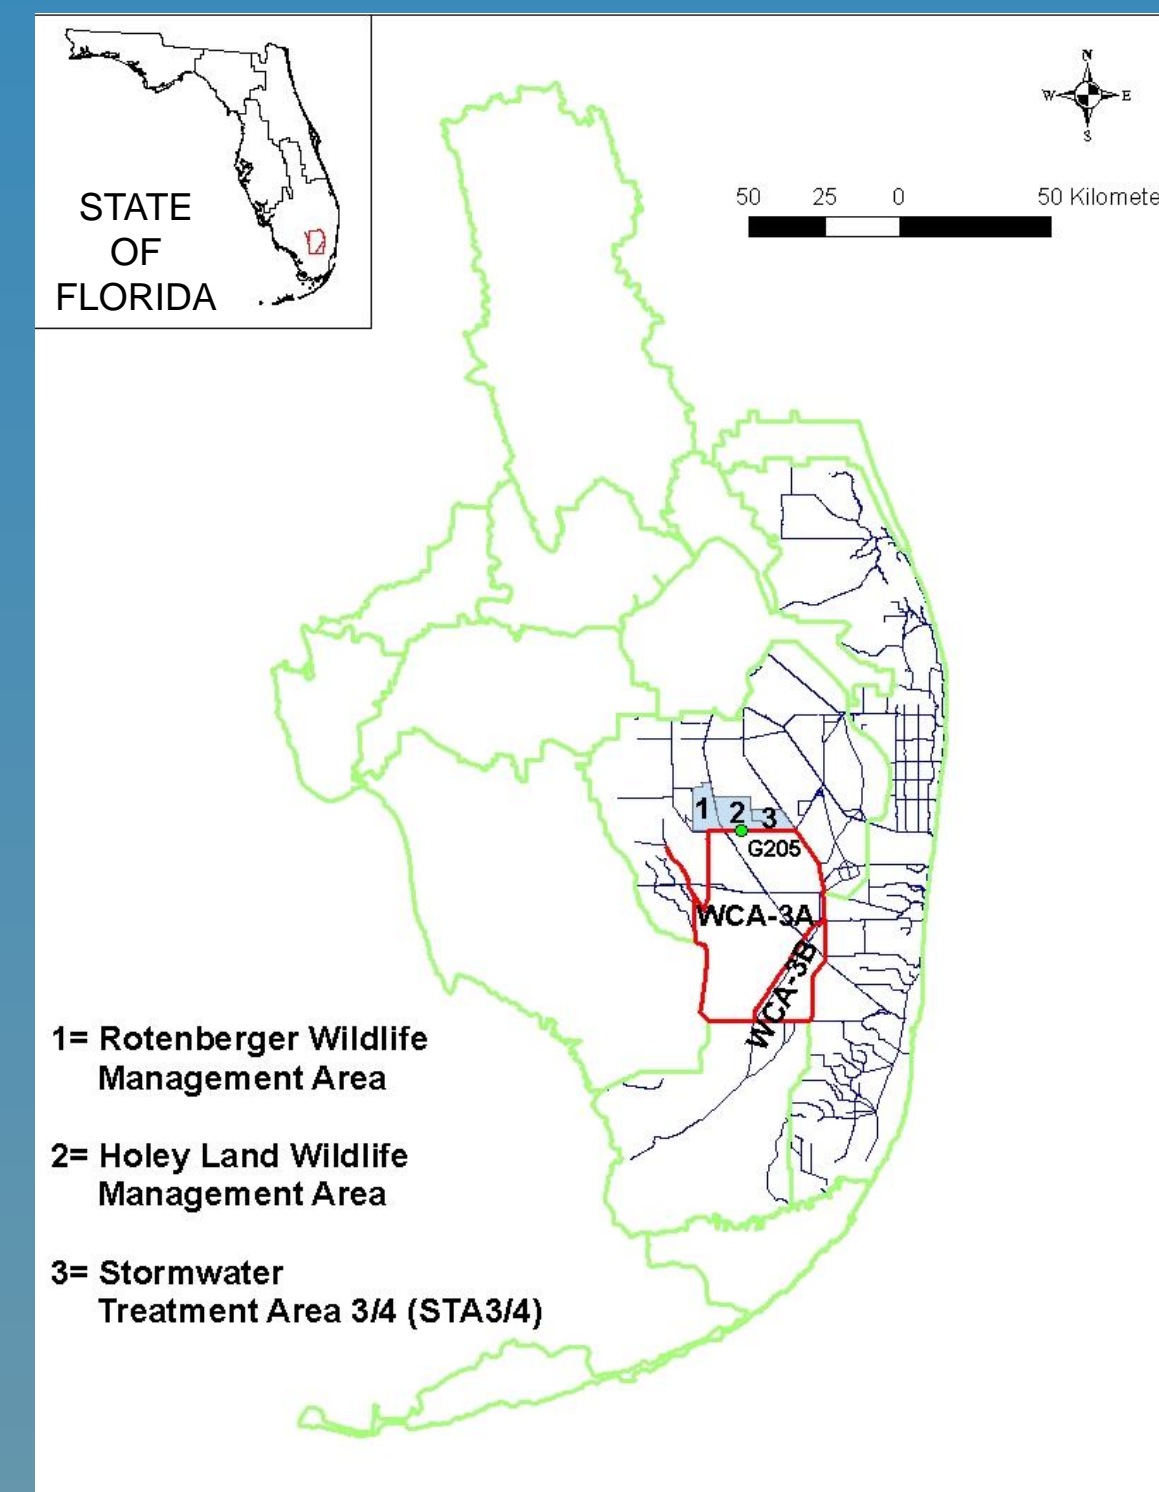 STATE
OF
FLORIDA
N
W E
S
50 25 0 50 Kilomete
1 2 3
G205
WCA-3A
WCA-3B
1= Rotenberger Wildlife
Management Area
2= Holey Land Wildlife
Management Area
3= Stormwater
Treatment Area 3/4 (STA3/4)